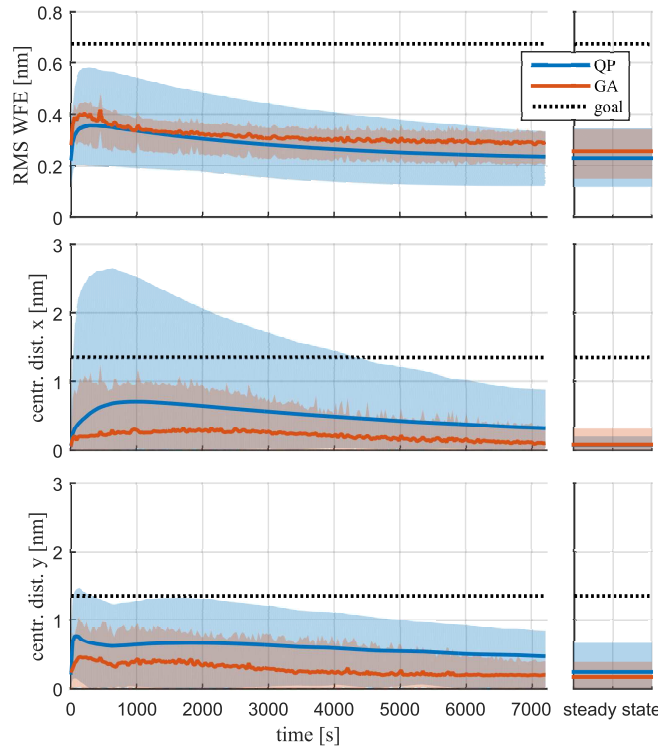 RMS WFE [nm]
0.8
0.6
0.4
0.2
0
QP
GA
goal
centr. dist. x [nm]
3
2
1
0
centr. dist. y [nm]
3
2
1
0
0 1000 2000 3000 4000 5000 6000 7000 steady state
time [s]